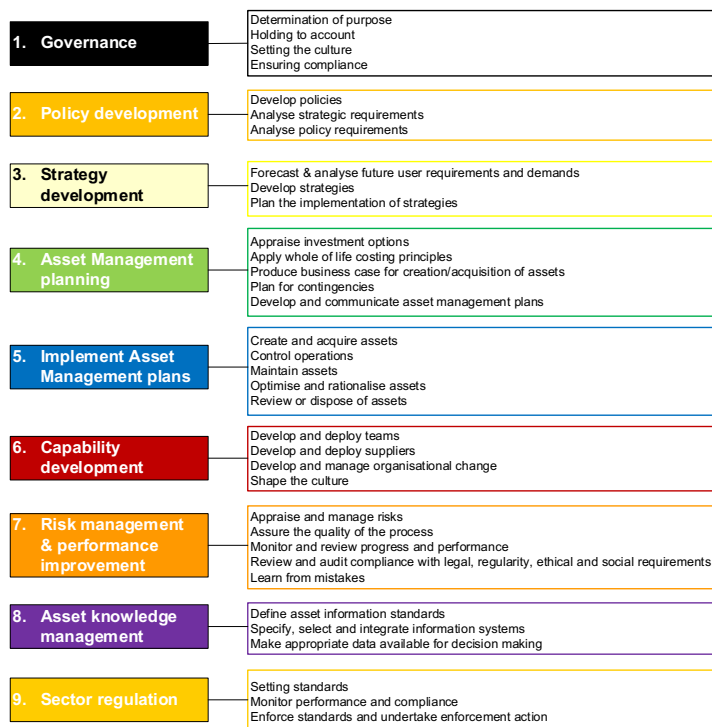 1. Governance
Determination of purpose
Holding to account
Setting the culture
Ensuring compliance
2. Policy development
Develop policies
Analyse strategic requirements
Analyse policy requirements
3. Strategy
development
Forecast & analyse future user requirements and demands
Develop strategies
Plan the implementation of strategies
4. Asset Management
planning
Appraise investment options
Apply whole of life costing principles
Produce business case for creation/acquisition of assets
Plan for contingencies
Develop and communicate asset management plans
5. Implement Asset
Management plans
Create and acquire assets
Control operations
Maintain assets
Optimise and rationalise assets
Review or dispose of assets
6. Capability
development
Develop and deploy teams
Develop and deploy suppliers
Develop and manage organisational change
Shape the culture
7. Risk management
& performance
improvement
Appraise and manage risks
Assure the quality of the process
Monitor and review progress and performance
Review and audit compliance with legal, regularity, ethical and social requirements
Learn from mistakes
8. Asset knowledge
management
Define asset information standards
Specify, select and integrate information systems
Make appropriate data available for decision making
9. Sector regulation
Setting standards
Monitor performance and compliance
Enforce standards and undertake enforcement action